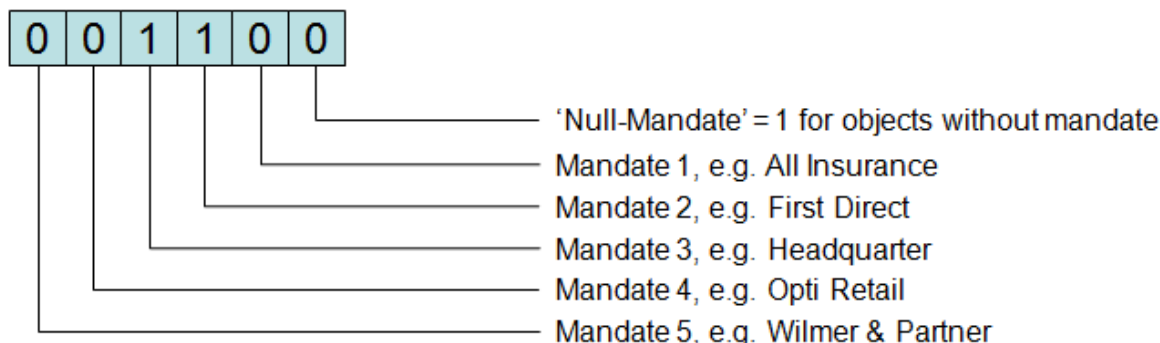 0 0 1 1 0 0
‘Null-Mandate’ = 1 for objects without mandate
Mandate 1, e.g. All Insurance
Mandate 2, e.g. First Direct
Mandate 3, e.g. Headquarter
Mandate 4, e.g. Opti Retail
Mandate 5, e.g. Wilmer & Partner